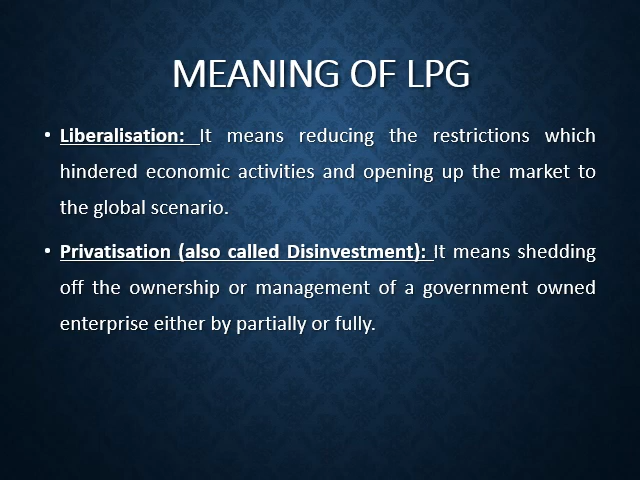 MEANING OF LPG
• Liberalisation: It means reducing the restrictions which
hindered economic activities and opening up the market to
the global scenario.
• Privatisation (also called Disinvestment): It means shedding
off the ownership or management of a government owned
enterprise either by partially or fully.